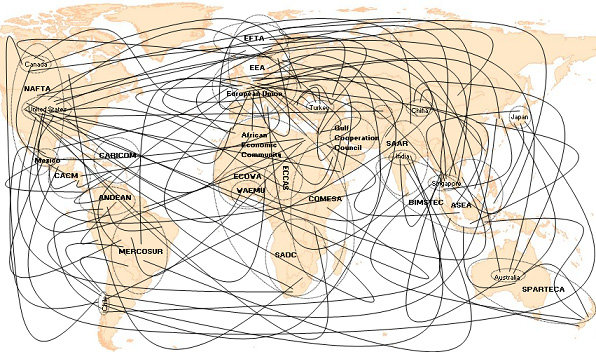 EFTA
Canada
EEA
NAFTA
European Union
United States
Turkey
China
Japan
African
Economic
Community
Gulf
Cooperation
Council
SAAR
India
Mexico
CARICOM
CACM
ECOWA
WAEMU
ECCAS
Singapore
ANDEAN
COMESA
BIMSTEC
ASEA
MERCOSUR
SADC
Australia
SPARTECA
Chile